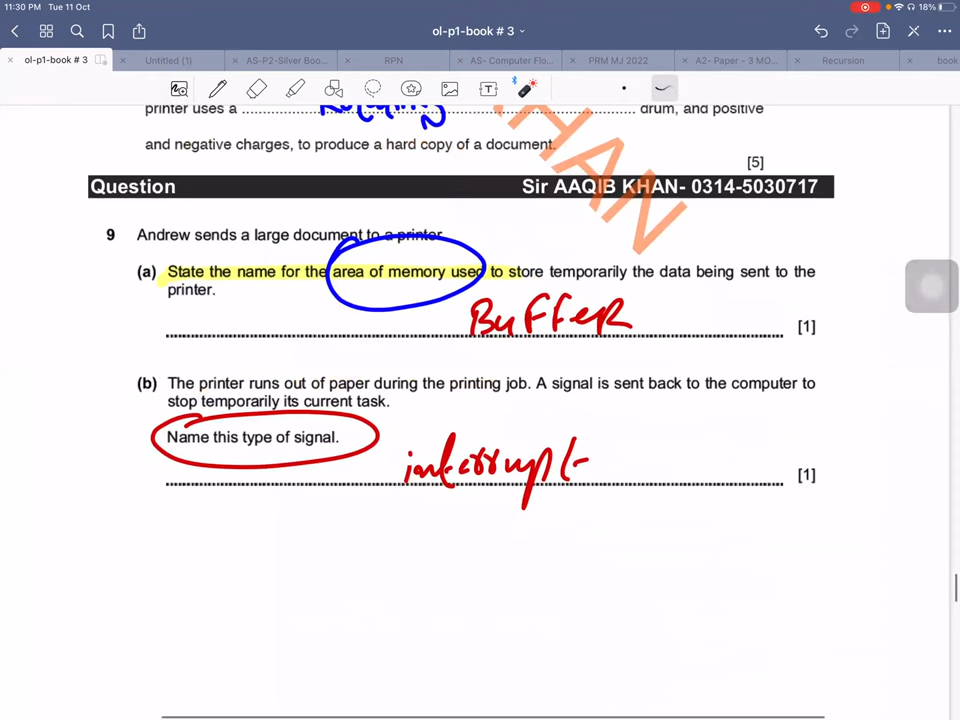 11:30 PM Tue 11 Oct
18%
ol-p1-book # 3
ol-p1-book # 3
Untitled (1)
AS-P2-Silver Boo...
RPN
AS- Computer Flo...
PRM MJ 2022
A2- Paper - 3 MO...
Recursion
book
printer uses a Rotating drum, and positive
and negative charges, to produce a hard copy of a document.
[5]
KHAN
Question Sir AAQIB KHAN- 0314-5030717
9 Andrew sends a large document to a printer.
(a) State the name for the area of memory used to store temporarily the data being sent to the
printer.
BuffeR
[1]
(b) The printer runs out of paper during the printing job. A signal is sent back to the computer to
stop temporarily its current task.
Name this type of signal.
interrupt
[1]